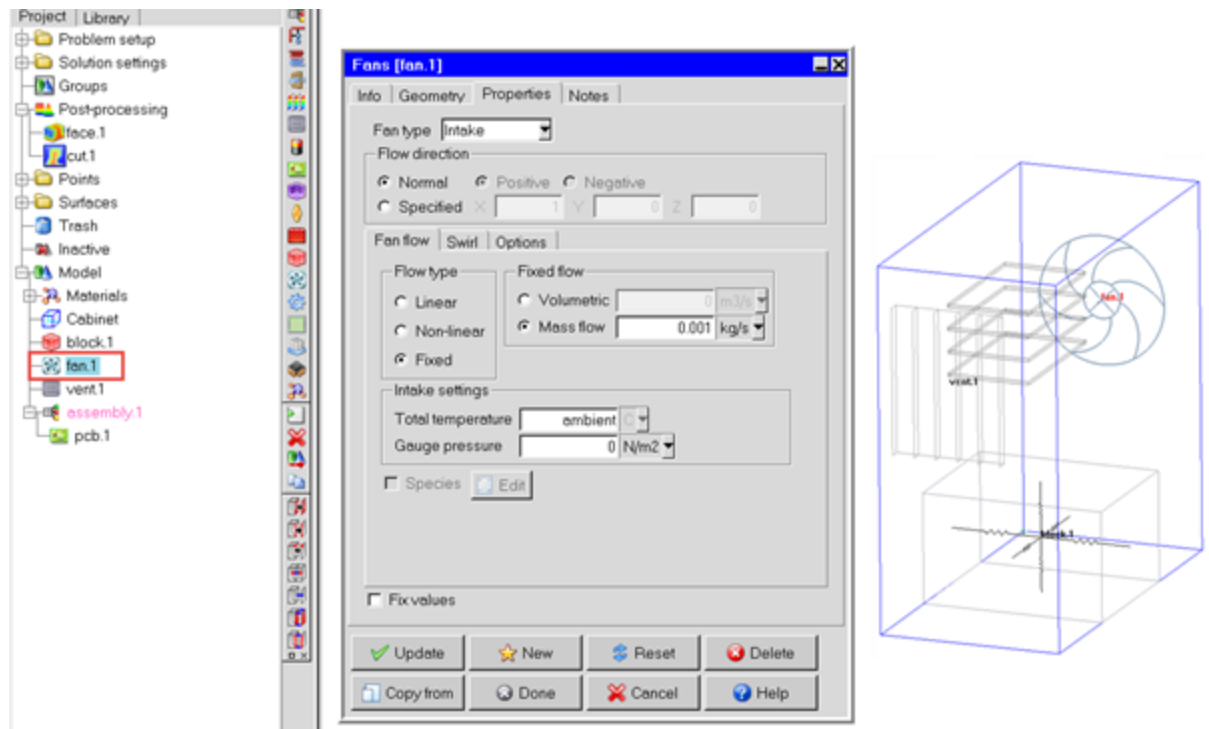 Project Library
Problem setup
Solution settings
Groups
Post-processing
face.1
cut.1
Points
Surfaces
Trash
Inactive
Model
Materials
Cabinet
block.1
fan.1
vent.1
assembly.1
pcb.1
Fans [fan.1]
Info Geometry Properties Notes
Fan type Intake
Flow direction
Normal Positive Negative
Specified X 1 Y 0 Z 0
Fan flow Swirl Options
Flow type
Linear
Non-linear
Fixed
Fixed flow
Volumetric 0 m3/s
Mass flow 0.001 kg/s
Intake settings
Total temperature ambient C
Gauge pressure 0 N/m2
Species Edit
Fix values
Update New Reset Delete
Copy from Done Cancel Help
fan.1
vent.1
block.1